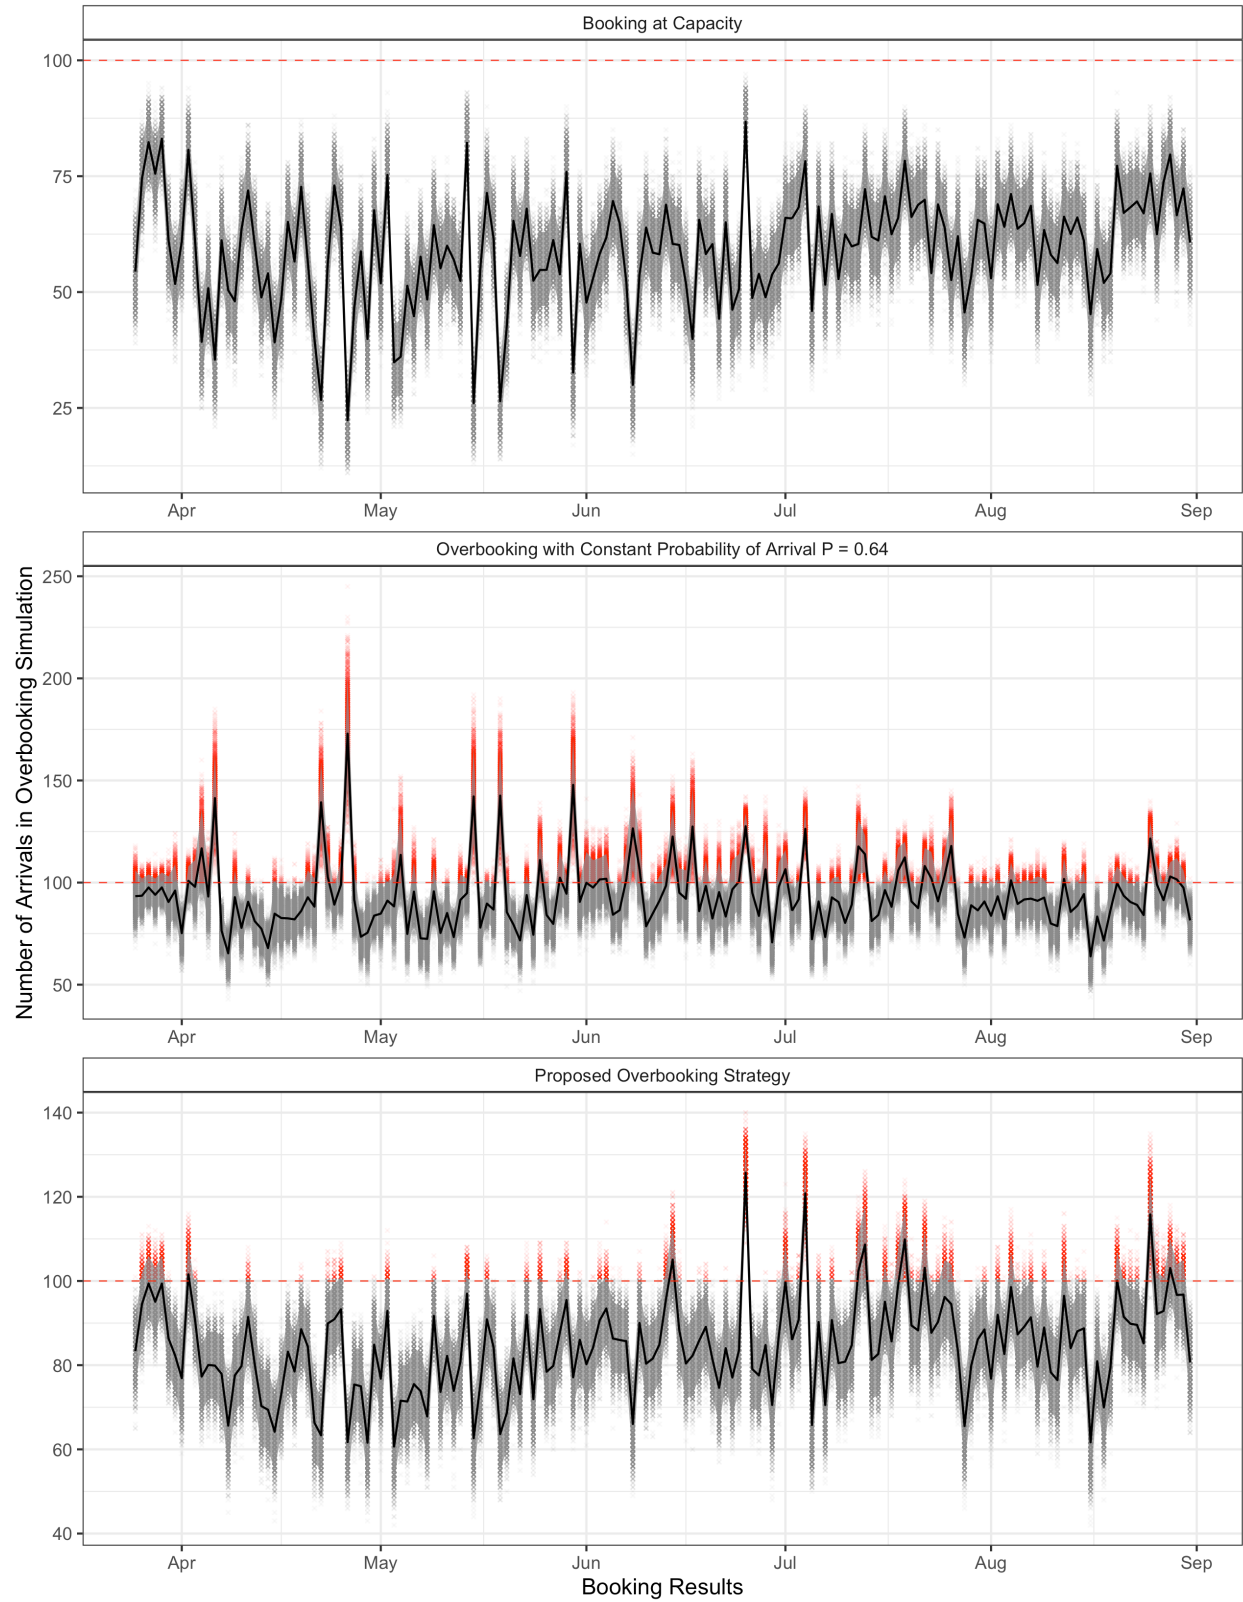 Booking at Capacity
100
75
50
25
Apr May Jun Jul Aug Sep
Overbooking with Constant Probability of Arrival P = 0.64
Number of Arrivals in Overbooking Simulation
250
200
150
100
50
Apr May Jun Jul Aug Sep
Proposed Overbooking Strategy
140
120
100
80
60
40
Apr May Jun Jul Aug Sep
Booking Results